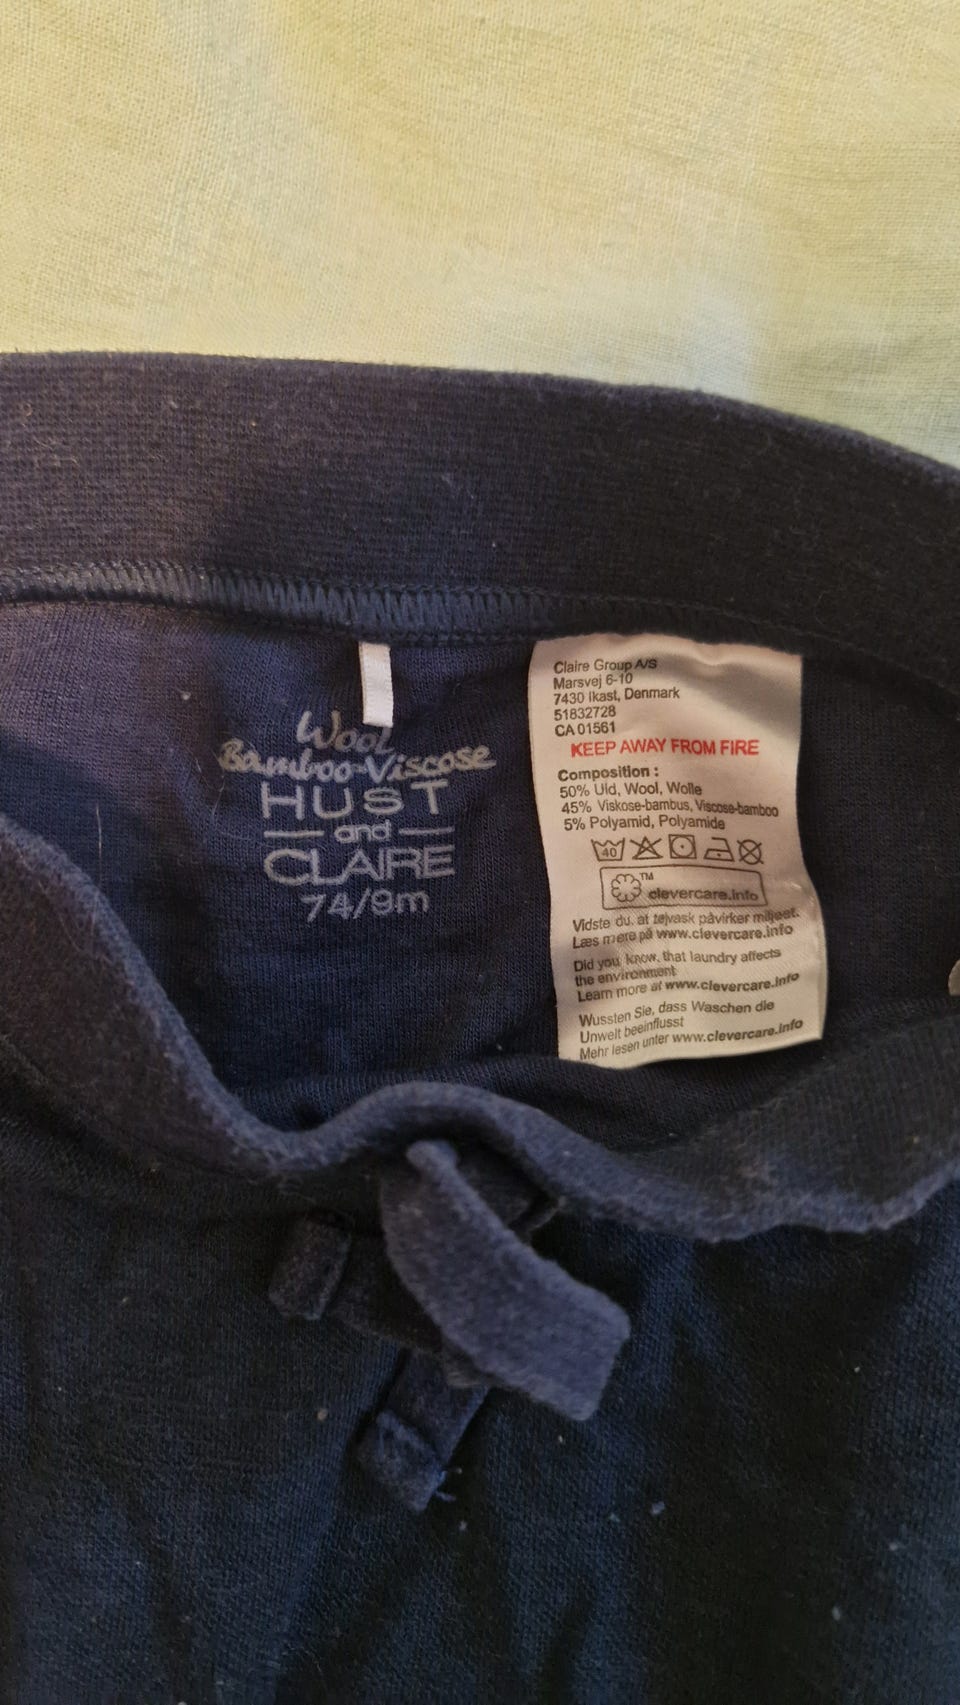 Wool
Bamboo-Viscose
HUST
and
CLAIRE
74/9m
Claire Group A/S
Marsvej 6-10
7430 Ikast, Denmark
51832728
CA 01561
KEEP AWAY FROM FIRE
Composition :
50% Uld, Wool, Wolle
45% Viskose-bambus, Viscose-bamboo
5% Polyamid, Polyamide
40
TM
clevercare.info
Vidste du, at tøjvask påvirker miljøet.
Læs mere på www.clevercare.info
Did you know, that laundry affects
the environment
Learn more at www.clevercare.info
Wussten Sie, dass Waschen die
Unwelt beeinflusst
Mehr lesen unter www.clevercare.info